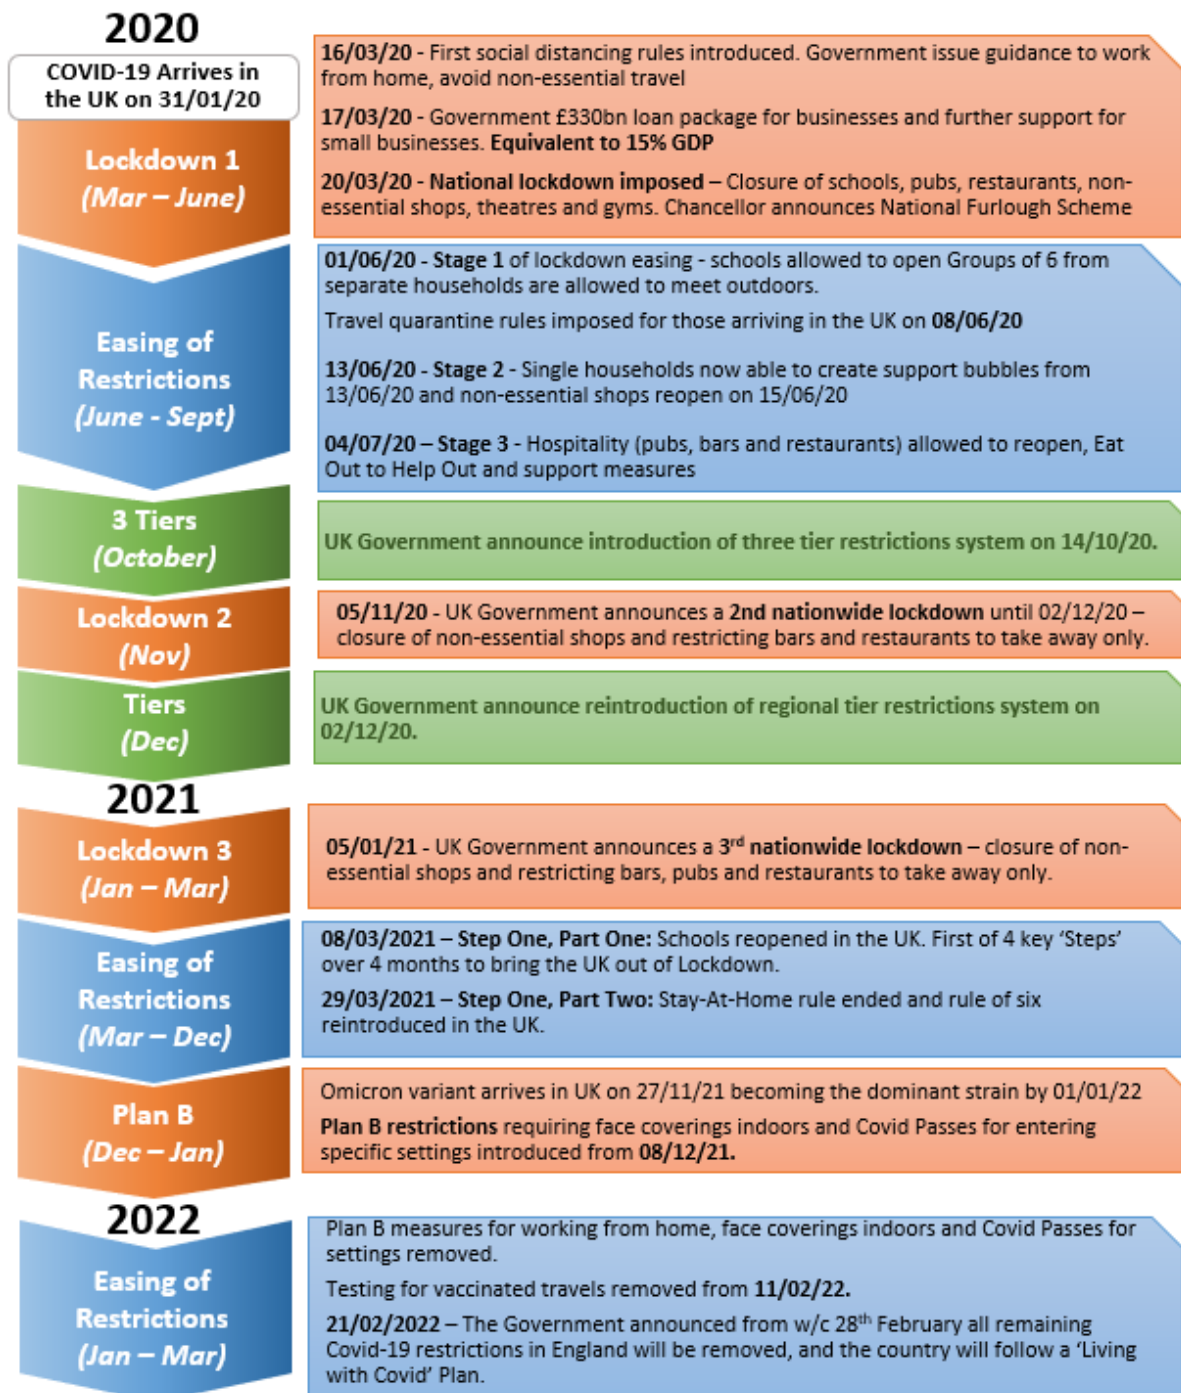 2020
COVID-19 Arrives in
the UK on 31/01/20
Lockdown 1
(Mar – June)
16/03/20 - First social distancing rules introduced. Government issue guidance to work
from home, avoid non-essential travel
17/03/20 - Government £330bn loan package for businesses and further support for
small businesses. Equivalent to 15% GDP
20/03/20 - National lockdown imposed – Closure of schools, pubs, restaurants, non-
essential shops, theatres and gyms. Chancellor announces National Furlough Scheme
Easing of
Restrictions
(June - Sept)
01/06/20 - Stage 1 of lockdown easing - schools allowed to open Groups of 6 from
separate households are allowed to meet outdoors.
Travel quarantine rules imposed for those arriving in the UK on 08/06/20
13/06/20 - Stage 2 - Single households now able to create support bubbles from
13/06/20 and non-essential shops reopen on 15/06/20
04/07/20 – Stage 3 - Hospitality (pubs, bars and restaurants) allowed to reopen, Eat
Out to Help Out and support measures
3 Tiers
(October)
UK Government announce introduction of three tier restrictions system on 14/10/20.
Lockdown 2
(Nov)
05/11/20 - UK Government announces a 2nd nationwide lockdown until 02/12/20 –
closure of non-essential shops and restricting bars and restaurants to take away only.
Tiers
(Dec)
UK Government announce reintroduction of regional tier restrictions system on
02/12/20.
2021
Lockdown 3
(Jan – Mar)
05/01/21 - UK Government announces a 3rd nationwide lockdown – closure of non-
essential shops and restricting bars, pubs and restaurants to take away only.
Easing of
Restrictions
(Mar – Dec)
08/03/2021 – Step One, Part One: Schools reopened in the UK. First of 4 key ‘Steps’
over 4 months to bring the UK out of Lockdown.
29/03/2021 – Step One, Part Two: Stay-At-Home rule ended and rule of six
reintroduced in the UK.
Plan B
(Dec – Jan)
Omicron variant arrives in UK on 27/11/21 becoming the dominant strain by 01/01/22
Plan B restrictions requiring face coverings indoors and Covid Passes for entering
specific settings introduced from 08/12/21.
2022
Easing of
Restrictions
(Jan – Mar)
Plan B measures for working from home, face coverings indoors and Covid Passes for
settings removed.
Testing for vaccinated travels removed from 11/02/22.
21/02/2022 – The Government announced from w/c 28th February all remaining
Covid-19 restrictions in England will be removed, and the country will follow a ‘Living
with Covid’ Plan.